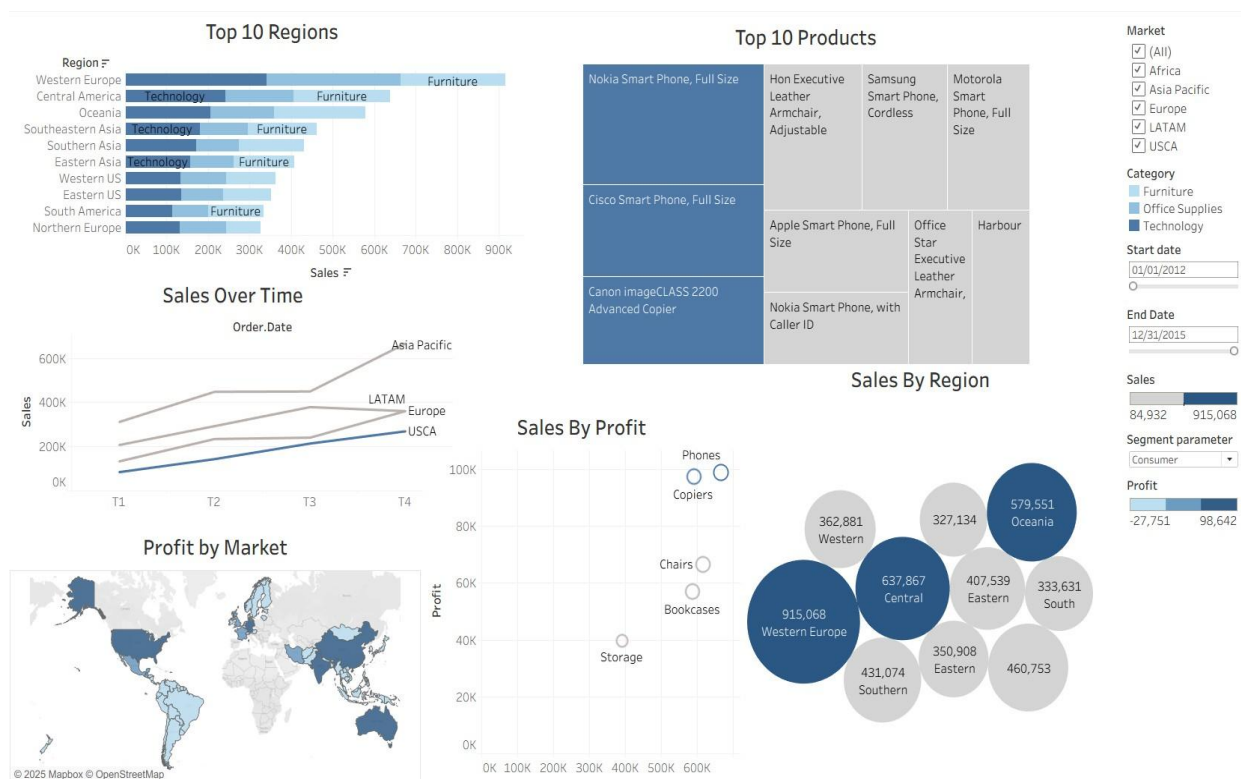 Top 10 Regions
Region
Western Europe
Furniture
Central America
Technology
Furniture
Oceania
Southeastern Asia
Technology
Furniture
Southern Asia
Eastern Asia
Technology
Furniture
Western US
Eastern US
South America
Furniture
Northern Europe
0K 100K 200K 300K 400K 500K 600K 700K 800K 900K
Sales
Top 10 Products
Nokia Smart Phone, Full Size
Cisco Smart Phone, Full Size
Canon imageCLASS 2200
Advanced Copier
Hon Executive
Leather
Armchair,
Adjustable
Samsung
Smart Phone,
Cordless
Motorola
Smart
Phone, Full
Size
Apple Smart Phone, Full
Size
Nokia Smart Phone, with
Caller ID
Office
Star
Executive
Leather
Armchair,
Harbour
Market
(All)
Africa
Asia Pacific
Europe
LATAM
USCA
Category
Furniture
Office Supplies
Technology
Start date
01/01/2012
End Date
12/31/2015
Sales
84,932 915,068
Segment parameter
Consumer
Profit
-27,751 98,642
Sales Over Time
Order.Date
Sales
600K
400K
200K
0K
Asia Pacific
LATAM
Europe
USCA
T1 T2 T3 T4
Profit by Market
© 2025 Mapbox © OpenStreetMap
Sales By Profit
Profit
100K
80K
60K
40K
20K
0K
Phones
Copiers
Chairs
Bookcases
Storage
0K 100K 200K 300K 400K 500K 600K
Sales By Region
362,881
Western
327,134
579,551
Oceania
915,068
Western Europe
637,867
Central
407,539
Eastern
333,631
South
431,074
Southern
350,908
Eastern
460,753